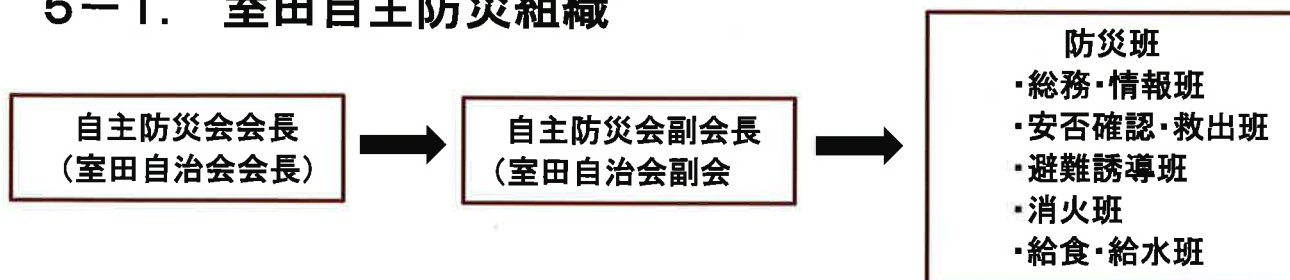 5－1. 室田自主防災組織
自主防災会会長
（室田自治会会長）
自主防災会副会長
（室田自治会副会
防災班
・総務・情報班
・安否確認・救出班
・避難誘導班
・消火班
・給食・給水班